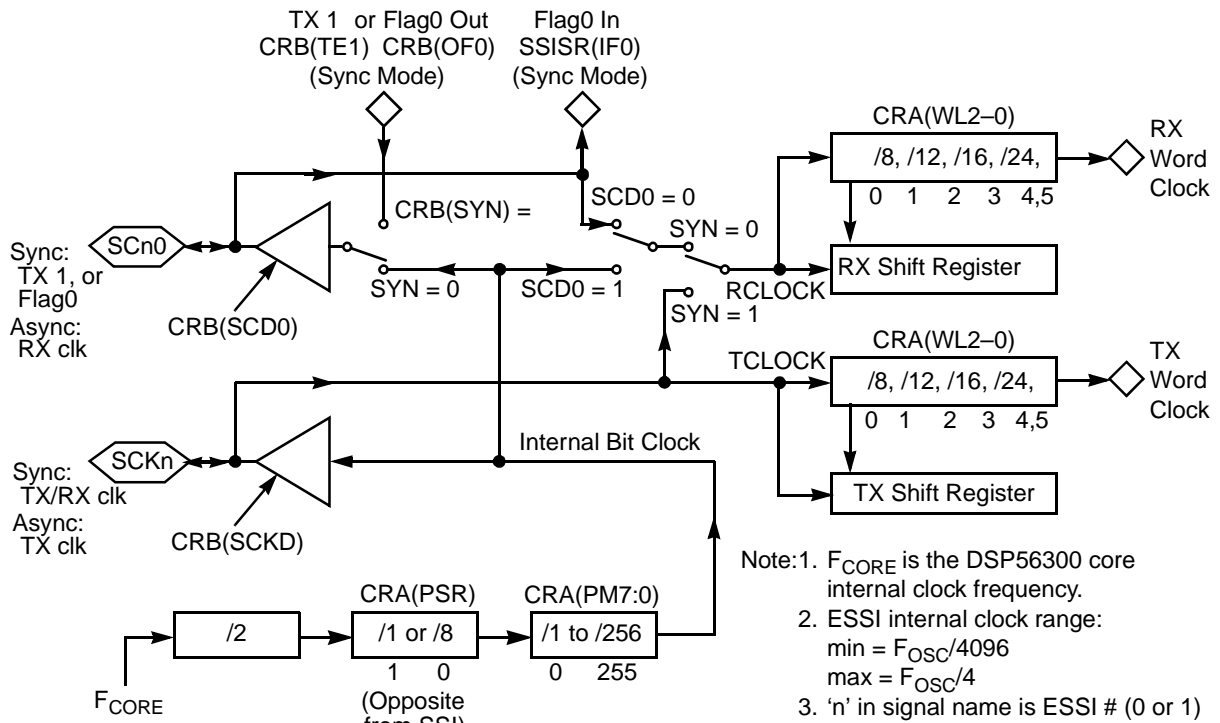 TX 1 or Flag0 Out
CRB(TE1) CRB(OF0)
(Sync Mode)
Flag0 In
SSISR(IF0)
(Sync Mode)
CRA(WL2–0)
/8, /12, /16, /24,
0 1 2 3 4,5
RX
Word
Clock
SCD0 = 0
CRB(SYN) =
SYN = 0
SCn0
Sync:
TX 1, or
Flag0
Async:
RX clk
CRB(SCD0)
SYN = 0
SCD0 = 1
RCLOCK
RX Shift Register
SYN = 1
CRA(WL2–0)
TCLOCK
/8, /12, /16, /24,
0 1 2 3 4,5
TX
Word
Clock
SCKn
Sync:
TX/RX clk
Async:
TX clk
CRB(SCKD)
Internal Bit Clock
TX Shift Register
CRA(PSR)
CRA(PM7:0)
/2
/1 or /8
/1 to /256
1 0
0 255
(Opposite
from SSI)
FCORE
Note:1. FCORE is the DSP56300 core
internal clock frequency.
2. ESSI internal clock range:
min = FOSC/4096
max = FOSC/4
3. ‘n’ in signal name is ESSI # (0 or 1)